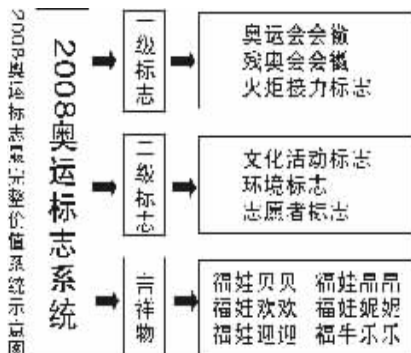 2008奥运标志完整价值系统示意图
2008奥运标志系统
一级标志
奥运会会徽
残奥会会徽
火炬接力标志
二级标志
文化活动标志
环境标志
志愿者标志
吉祥物
福娃贝贝 福娃晶晶
福娃欢欢 福娃妮妮
福娃迎迎 福牛乐乐